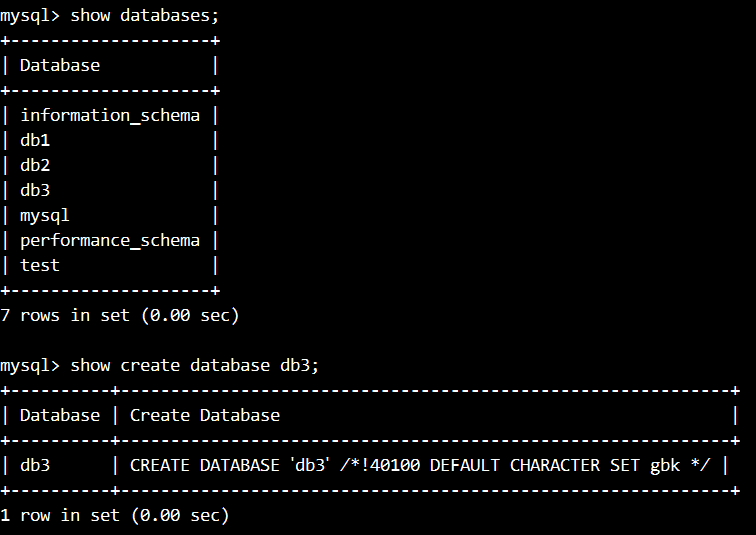 mysql> show databases;
+--------------------+
| Database           |
+--------------------+
| information_schema |
| db1                |
| db2                |
| db3                |
| mysql              |
| performance_schema |
| test               |
+--------------------+
7 rows in set (0.00 sec)
mysql> show create database db3;
+----------+-------------------------------------------------------------+
| Database | Create Database                                             |
+----------+-------------------------------------------------------------+
| db3      | CREATE DATABASE 'db3' /*!40100 DEFAULT CHARACTER SET gbk */ |
+----------+-------------------------------------------------------------+
1 row in set (0.00 sec)